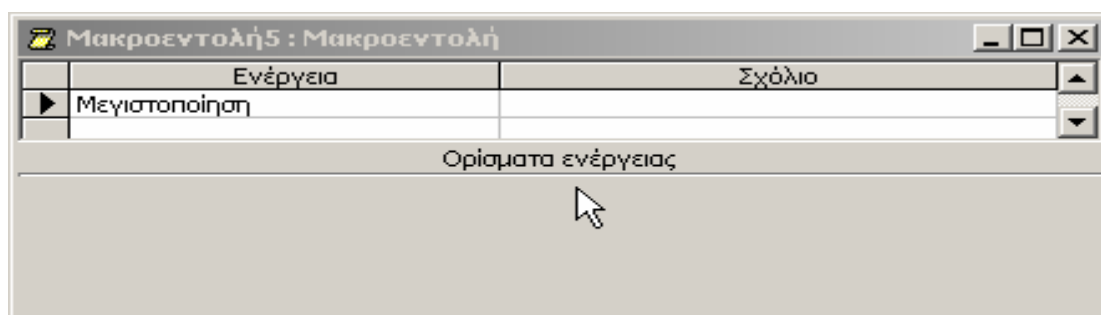 Μακροεντολή5 : Μακροεντολή
Ενέργεια Σχόλιο
Μεγιστοποίηση
Ορίσματα ενέργειας